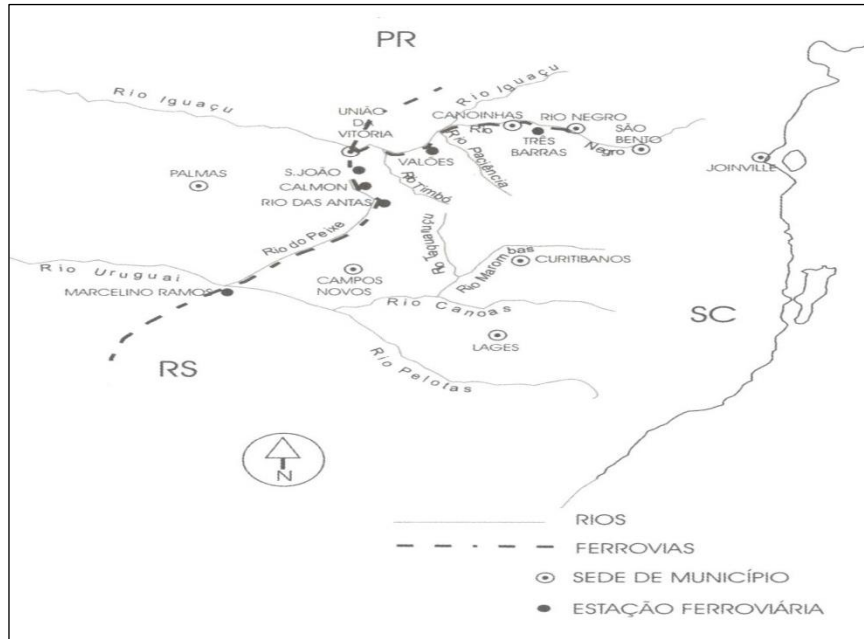 PR
Rio Iguaçu
Rio Iguaçu
UNIÃO
DA
VITÓRIA
CANOINHAS
RIO NEGRO
Rio
Negro
SÃO
BENTO
TRÊS
BARRAS
VALÕES
Rio Paciência
Rio Timbó
JOINVILLE
S.JOÃO
CALMON
RIO DAS ANTAS
PALMAS
Rio do Peixe
Rio Taquaruçu
Rio Marombas
CURITIBANOS
Rio Uruguai
MARCELINO RAMOS
CAMPOS
NOVOS
Rio Canoas
SC
LAGES
RS
Rio Pelotas
N
RIOS
FERROVIAS
SEDE DE MUNICÍPIO
ESTAÇÃO FERROVIÁRIA